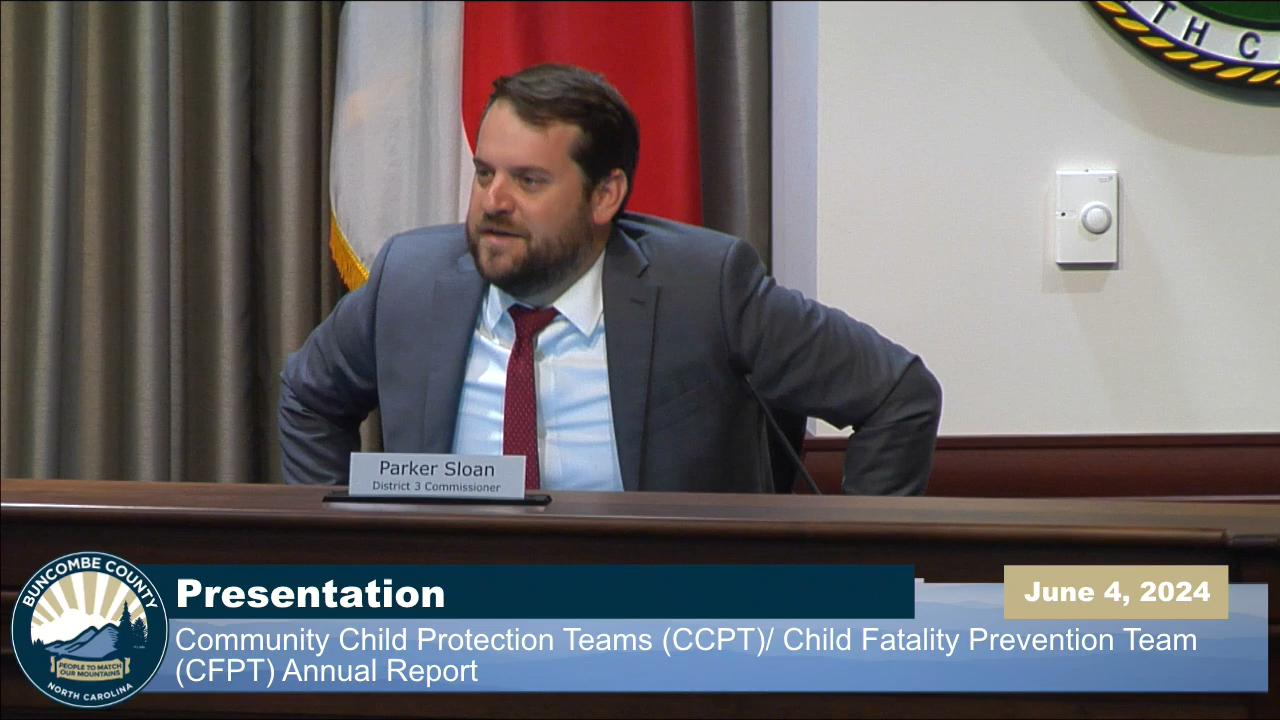 THC
Parker Sloan
District 3 Commissioner
BUNCOMBE COUNTY
PEOPLE TO MATCH
OUR MOUNTAINS
NORTH CAROLINA
Presentation
June 4, 2024
Community Child Protection Teams (CCPT)/ Child Fatality Prevention Team
(CFPT) Annual Report